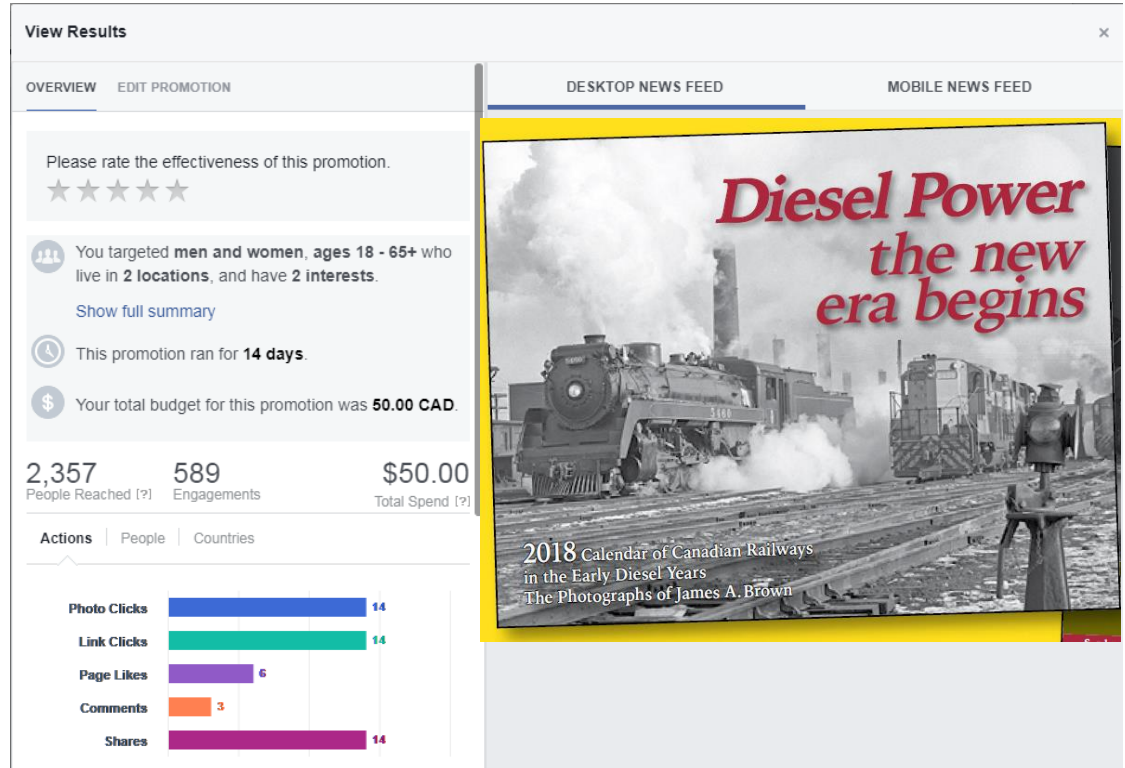 View Results
×
OVERVIEW
EDIT PROMOTION
Please rate the effectiveness of this promotion.
You targeted men and women, ages 18 - 65+ who
live in 2 locations, and have 2 interests.
Show full summary
This promotion ran for 14 days.
$
Your total budget for this promotion was 50.00 CAD.
2,357
People Reached [?]
589
Engagements
$50.00
Total Spend [?]
Actions
People
Countries
Photo Clicks 14
Link Clicks 14
Page Likes 6
Comments 3
Shares 14
DESKTOP NEWS FEED
MOBILE NEWS FEED
Diesel Power
the new
era begins
3460
2018 Calendar of Canadian Railways
in the Early Diesel Years
The Photographs of James A. Brown